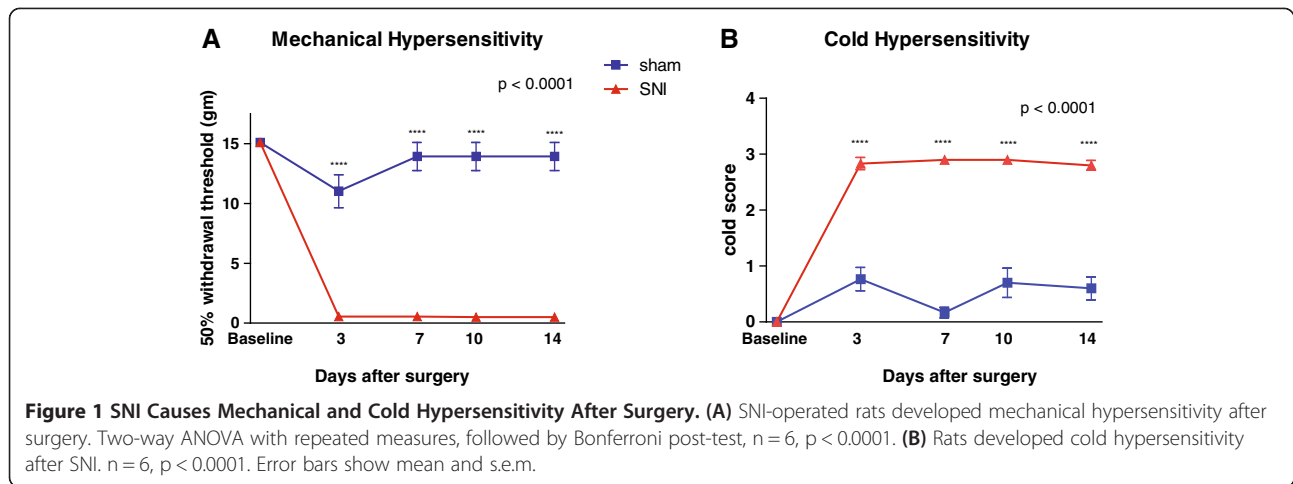 A Mechanical Hypersensitivity
sham
SNI
p < 0.0001
50% withdrawal threshold (gm)
15
10
5
0
**** **** **** ****
Baseline 3 7 10 14
Days after surgery
B Cold Hypersensitivity
p < 0.0001
cold score
4
3
2
1
0
**** **** **** ****
Baseline 3 7 10 14
Days after surgery
Figure 1 SNI Causes Mechanical and Cold Hypersensitivity After Surgery. (A) SNI-operated rats developed mechanical hypersensitivity after
surgery. Two-way ANOVA with repeated measures, followed by Bonferroni post-test, n = 6, p < 0.0001. (B) Rats developed cold hypersensitivity
after SNI. n = 6, p < 0.0001. Error bars show mean and s.e.m.